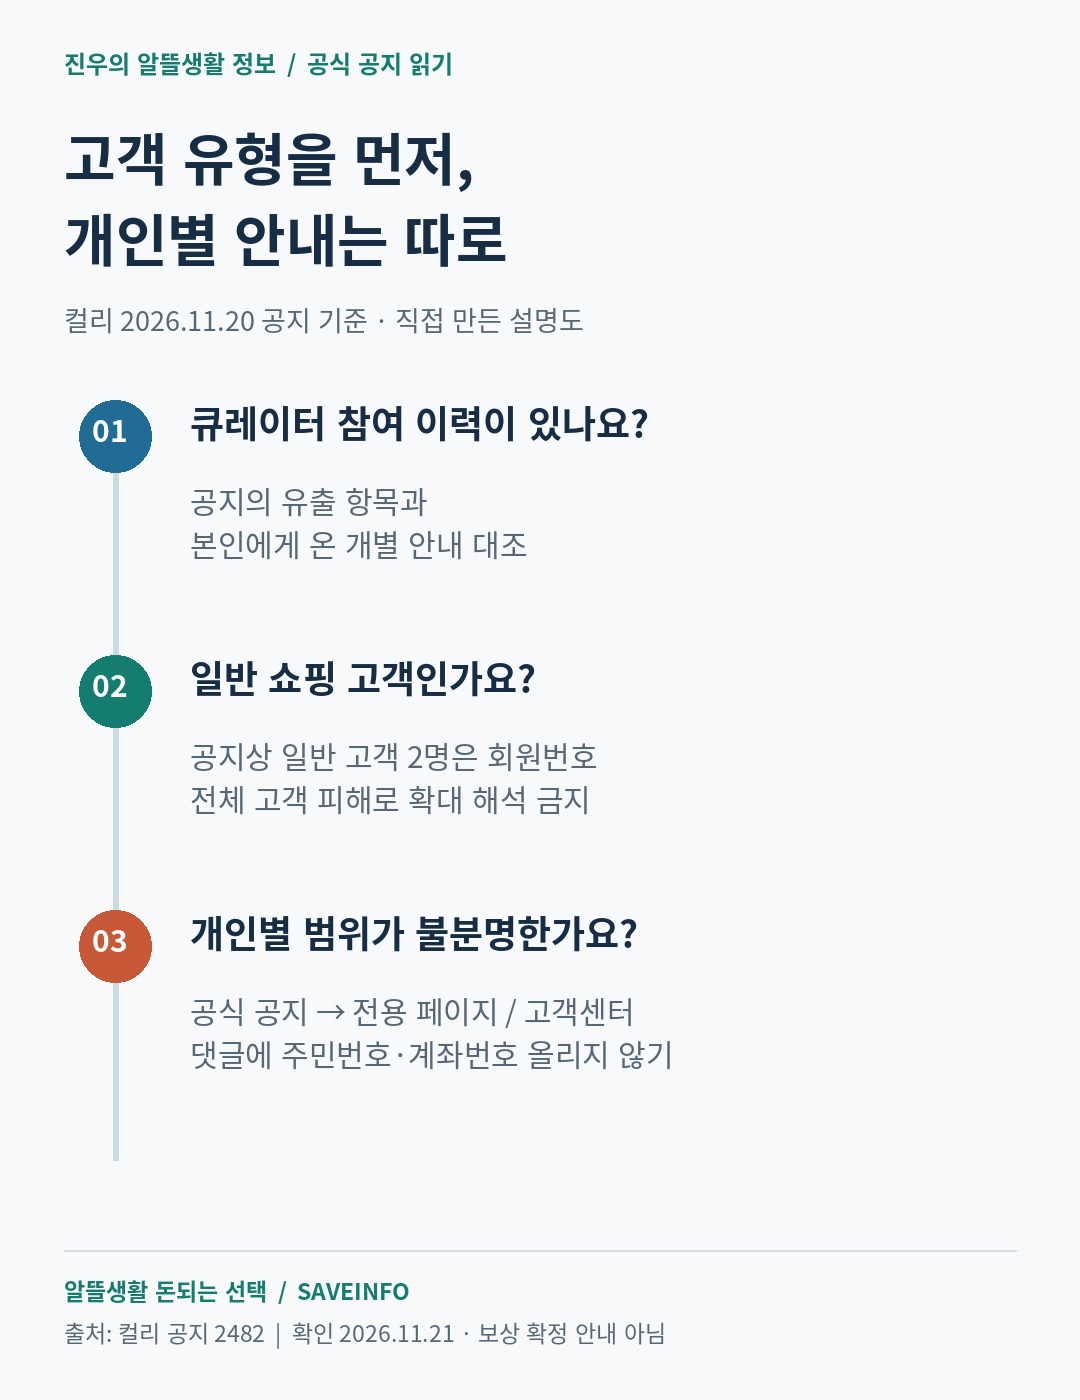 진우의 알뜰생활 정보 / 공식 공지 읽기
고객 유형을 먼저,
개인별 안내는 따로
컬리 2026.11.20 공지 기준 · 직접 만든 설명도
01
큐레이터 참여 이력이 있나요?
공지의 유출 항목과
본인에게 온 개별 안내 대조
02
일반 쇼핑 고객인가요?
공지상 일반 고객 2명은 회원번호
전체 고객 피해로 확대 해석 금지
03
개인별 범위가 불분명한가요?
공식 공지 → 전용 페이지 / 고객센터
댓글에 주민번호·계좌번호 올리지 않기
알뜰생활 돈되는 선택 / SAVEINFO
출처: 컬리 공지 2482 | 확인 2026.11.21 · 보상 확정 안내 아님